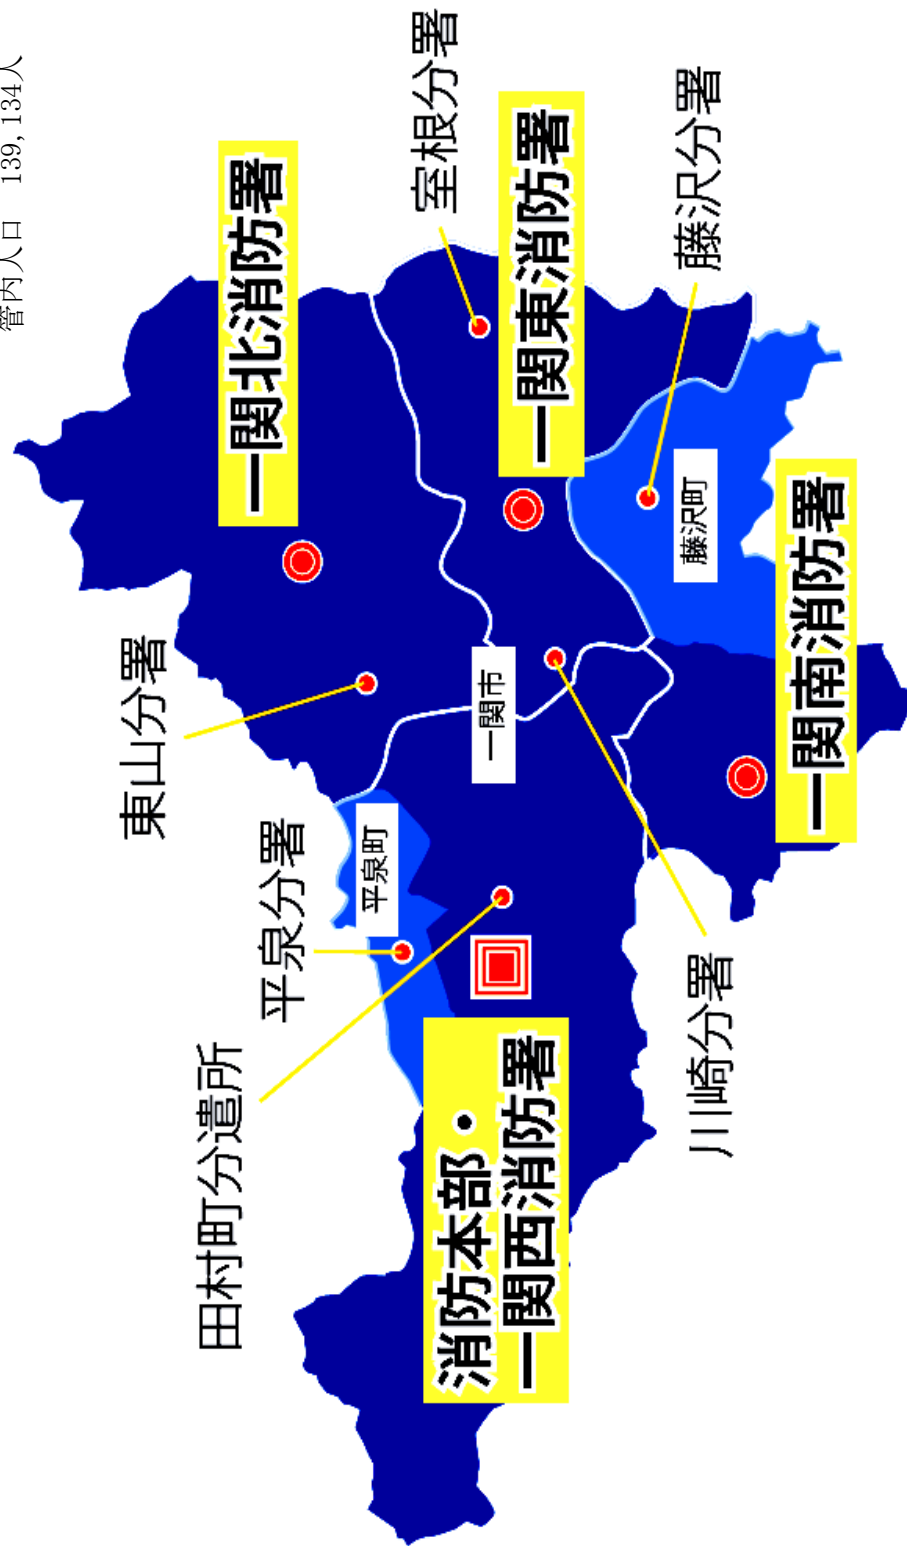 管内人口　139,134人
一関北消防署
室根分署
東山分署
一関東消防署
平泉分署
平泉町
藤沢分署
田村町分遣所
一関市
藤沢町
消防本部・
一関西消防署
一関南消防署
川崎分署